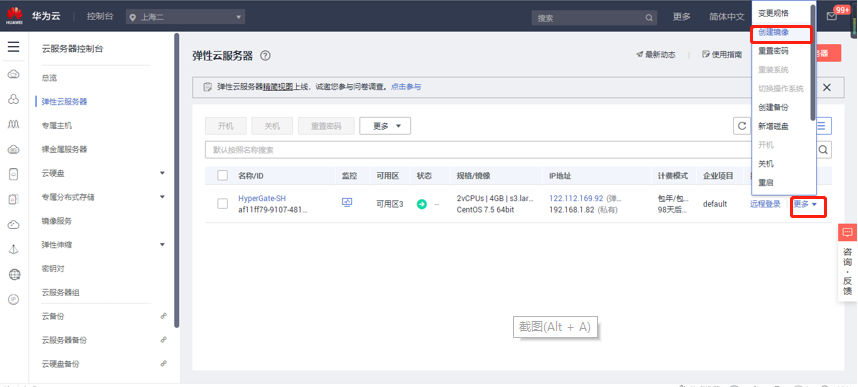 HUAWEI
华为云
控制台
上海二
搜索
更多
简体中文
99+
云服务器控制台
总览
弹性云服务器
专属主机
裸金属服务器
云硬盘
专属分布式存储
镜像服务
弹性伸缩
密钥对
云服务器组
云备份
云服务器备份
云硬盘备份
弹性云服务器
最新动态
使用指南
务器
弹性云服务器摘要视图上线，诚邀您参与问卷调查。点击参与
开机
关机
重置密码
更多
默认按照名称搜索
名称/ID
监控
可用区
状态
规格/镜像
IP地址
计费模式
企业项目
HyperGate-SH
af11ff79-9107-481...
可用区3
--
2vCPUs | 4GB | s3.lar...
CentOS 7.5 64bit
122.112.169.92 (弹...
192.168.1.82 (私有)
包年/包...
98天后...
default
远程登录
更多
变更规格
创建镜像
重置密码
重装系统
切换操作系统
创建备份
新增磁盘
开机
关机
重启
咨询·反馈
截图(Alt + A)